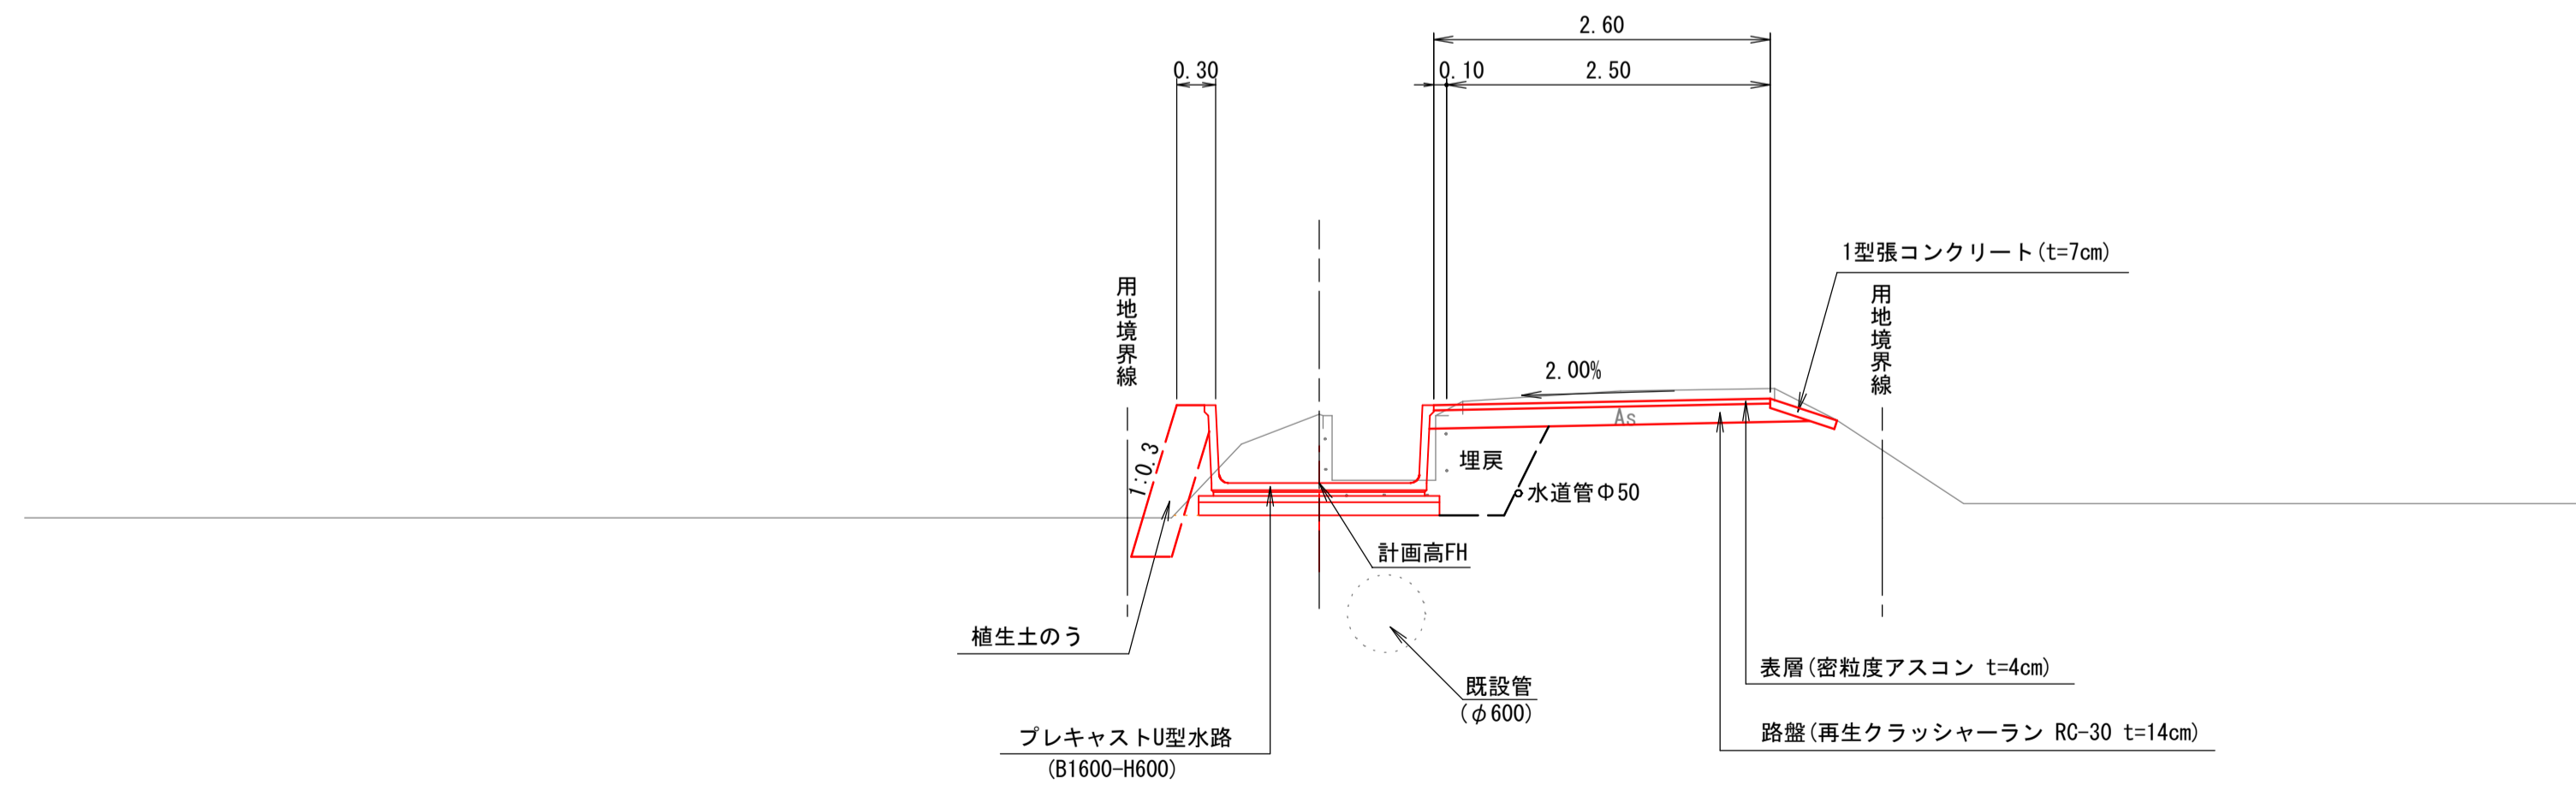 2.60
0.30
0.10
2.50
1型張コンクリート(t=7cm)
用地境界線
用地境界線
2.00%
As
1:0.3
埋戻
水道管Φ50
計画高FH
植生土のう
表層(密粒度アスコン t=4cm)
既設管
(φ600)
路盤(再生クラッシャーラン RC-30 t=14cm)
プレキャストU型水路
(B1600-H600)